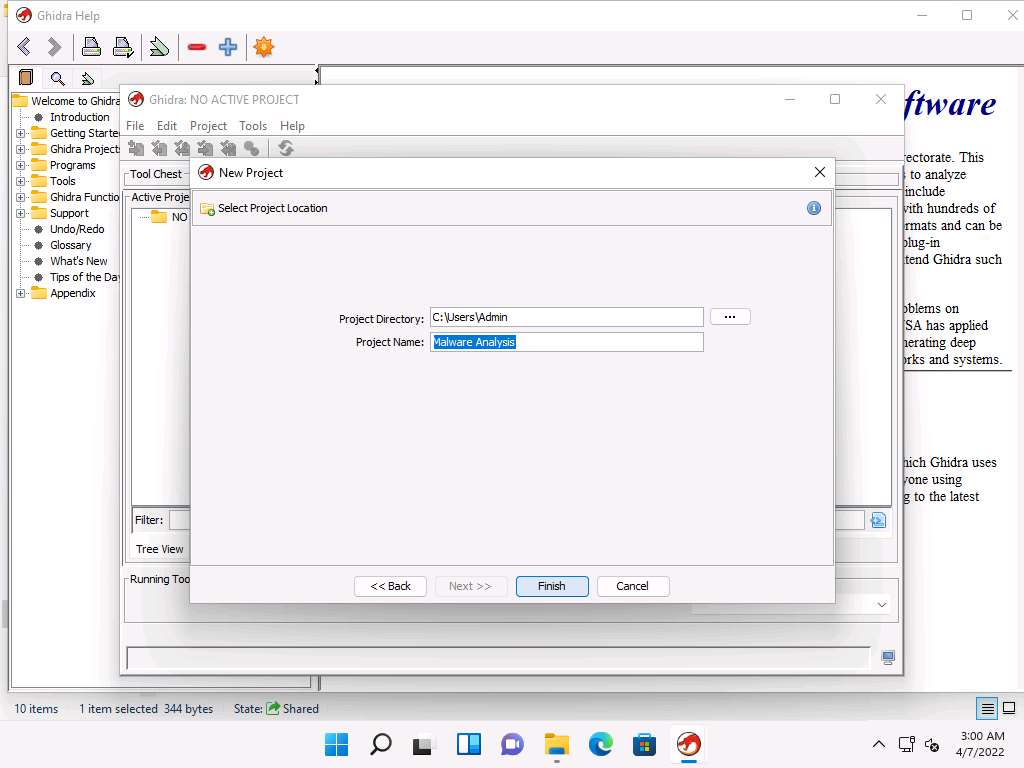 Ghidra Help
Welcome to Ghidra
Introduction
Getting Starte
Ghidra Project
Programs
Tools
Ghidra Functio
Support
Undo/Redo
Glossary
What's New
Tips of the Da
Appendix
ftware
rectorate. This
s to analyze
include
with hundreds of
rmats and can be
plug-in
tend Ghidra such
oblems on
SA has applied
nerating deep
orks and systems.
hich Ghidra uses
yone using
g to the latest
Ghidra: NO ACTIVE PROJECT
File Edit Project Tools Help
Tool Chest
Active Proje
NO
Filter:
Tree View
Running Too
New Project
Select Project Location
Project Directory: C:\Users\Admin ...
Project Name: Malware Analysis
<< Back Next >> Finish Cancel
10 items 1 item selected 344 bytes State: Shared
3:00 AM
4/7/2022